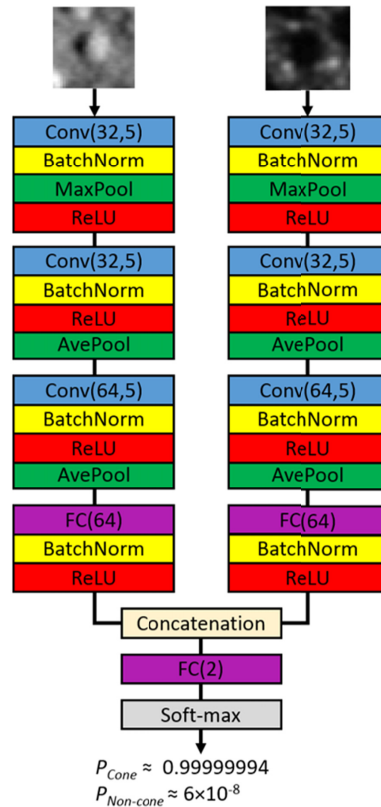 Conv(32,5) Conv(32,5)
BatchNorm BatchNorm
MaxPool MaxPool
ReLU ReLU
Conv(32,5) Conv(32,5)
BatchNorm BatchNorm
ReLU ReLU
AvePool AvePool
Conv(64,5) Conv(64,5)
BatchNorm BatchNorm
ReLU ReLU
AvePool AvePool
FC(64) FC(64)
BatchNorm BatchNorm
ReLU ReLU
Concatenation
FC(2)
Soft-max
P_Cone ≈ 0.99999994
P_Non-cone ≈ 6×10⁻⁸